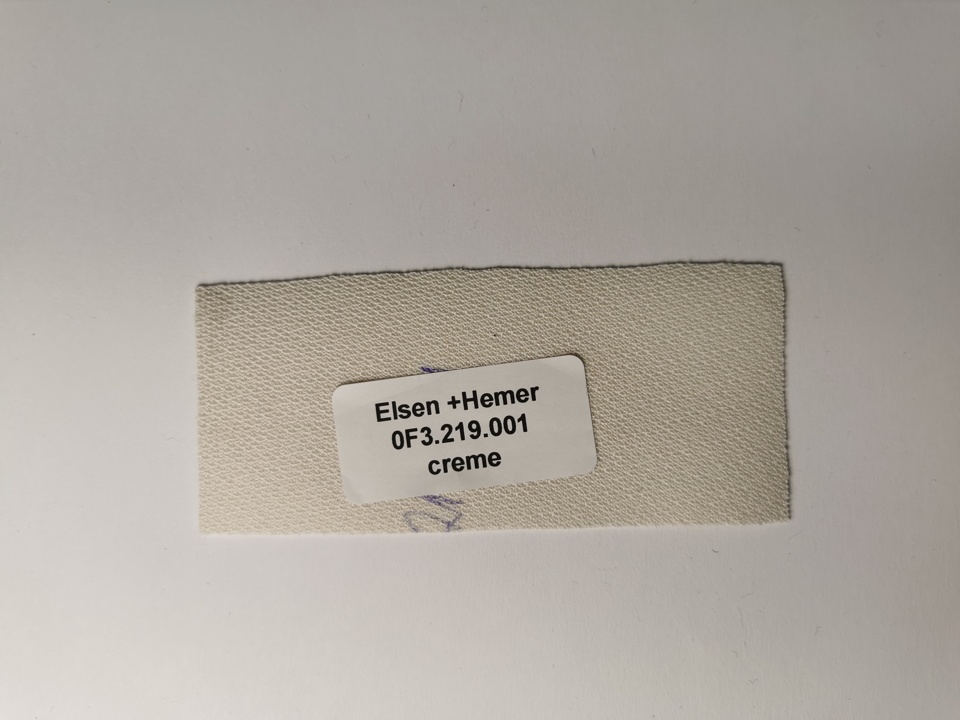 Elsen +Hemer
0F3.219.001
creme